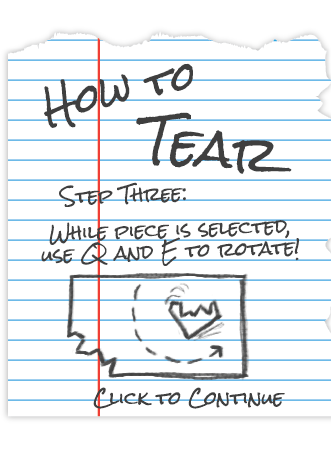 How to
Tear
Step Three:
While piece is selected,
use Q and E to rotate!
Click to Continue